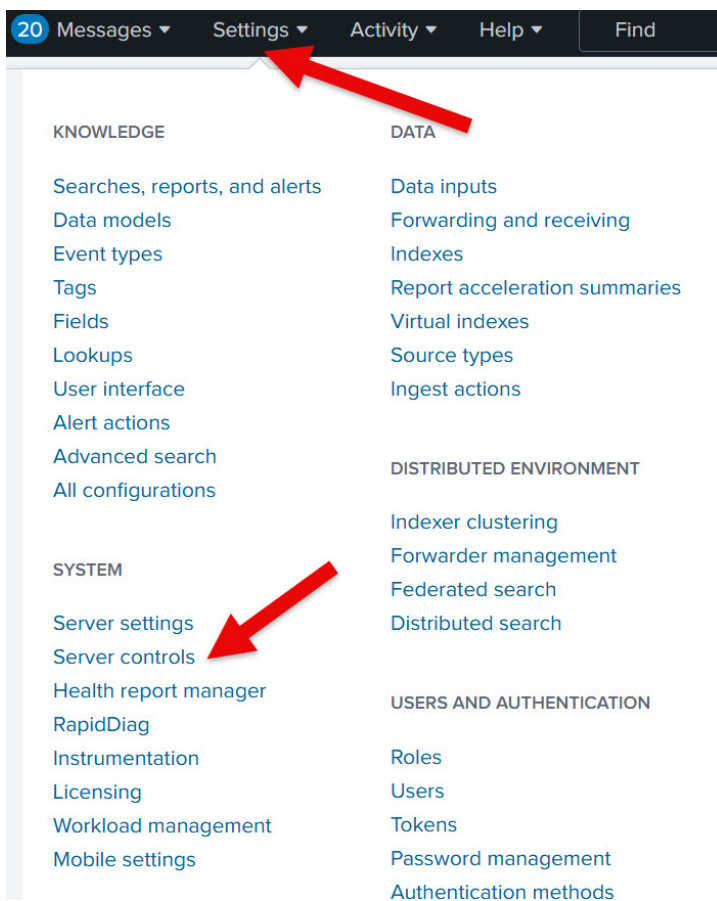 20 Messages ▾ Settings ▾ Activity ▾ Help ▾ Find
KNOWLEDGE
Searches, reports, and alerts
Data models
Event types
Tags
Fields
Lookups
User interface
Alert actions
Advanced search
All configurations
SYSTEM
Server settings
Server controls
Health report manager
RapidDiag
Instrumentation
Licensing
Workload management
Mobile settings
DATA
Data inputs
Forwarding and receiving
Indexes
Report acceleration summaries
Virtual indexes
Source types
Ingest actions
DISTRIBUTED ENVIRONMENT
Indexer clustering
Forwarder management
Federated search
Distributed search
USERS AND AUTHENTICATION
Roles
Users
Tokens
Password management
Authentication methods